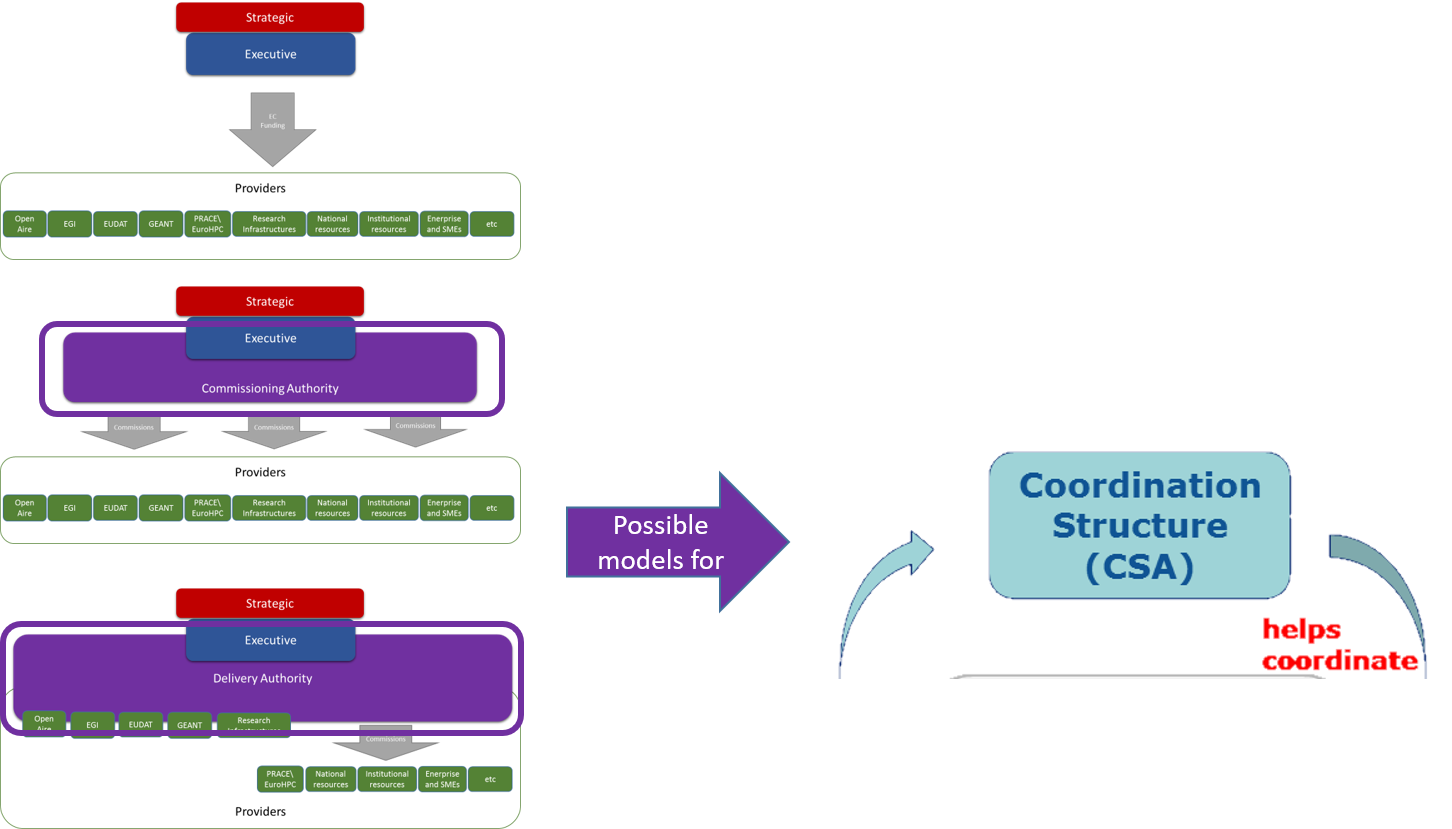 Strategic
Executive
EC
Funding
Providers
Open
Aire
EGI
EUDAT
GEANT
PRACE\
EuroHPC
Research
Infrastructures
National
resources
Institutional
resources
Enerprise
and SMEs
etc
Strategic
Executive
Commissioning Authority
Commissions
Commissions
Commissions
Providers
Open
Aire
EGI
EUDAT
GEANT
PRACE\
EuroHPC
Research
Infrastructures
National
resources
Institutional
resources
Enerprise
and SMEs
etc
Strategic
Executive
Delivery Authority
Open
Aire
EGI
EUDAT
GEANT
Research
Infrastructures
Commissions
PRACE\
EuroHPC
National
resources
Institutional
resources
Enerprise
and SMEs
etc
Providers
Possible
models for
Coordination
Structure
(CSA)
helps
coordinate